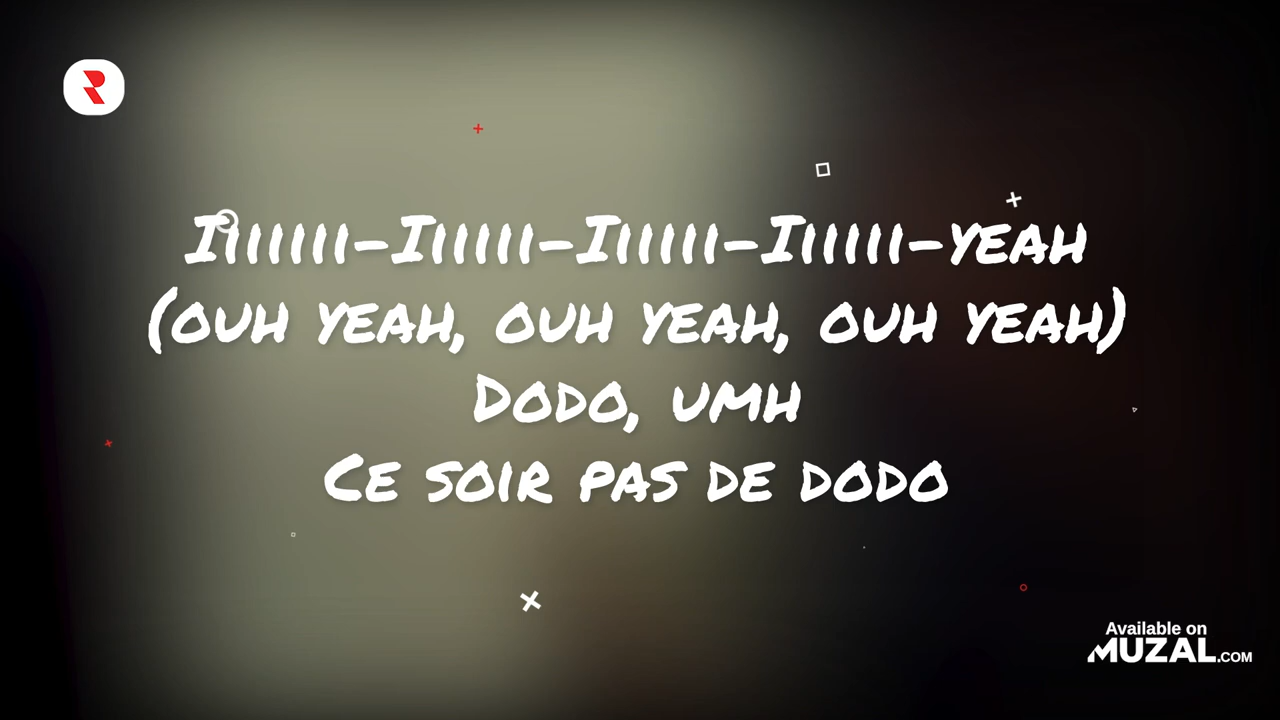 Iiiiiii-Iiiiii-Iiiiii-Iiiiii-yeah
(ouh yeah, ouh yeah, ouh yeah)
Dodo, umh
Ce soir pas de dodo
Available on
MUZAL.COM